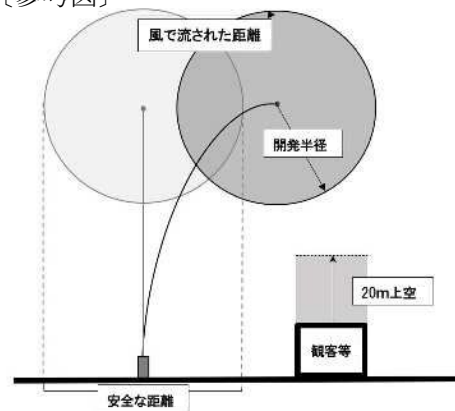 〔参考図〕
風で流された距離
開発半径
20m上空
観客等
安全な距離